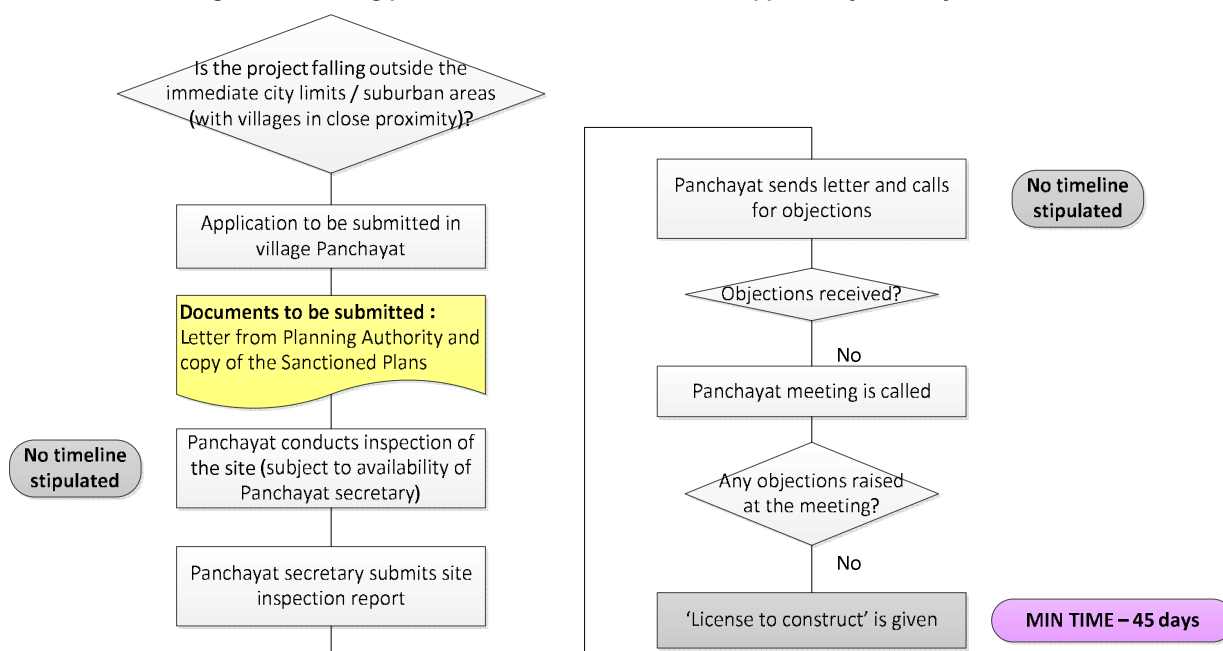 Is the project falling outside the
immediate city limits / suburban areas
(with villages in close proximity)?
Application to be submitted in
village Panchayat
Documents to be submitted :
Letter from Planning Authority and
copy of the Sanctioned Plans
No timeline
stipulated
Panchayat conducts inspection of
the site (subject to availability of
Panchayat secretary)
Panchayat secretary submits site
inspection report
Panchayat sends letter and calls
for objections
No timeline
stipulated
Objections received?
No
Panchayat meeting is called
Any objections raised
at the meeting?
No
‘License to construct’ is given
MIN TIME – 45 days